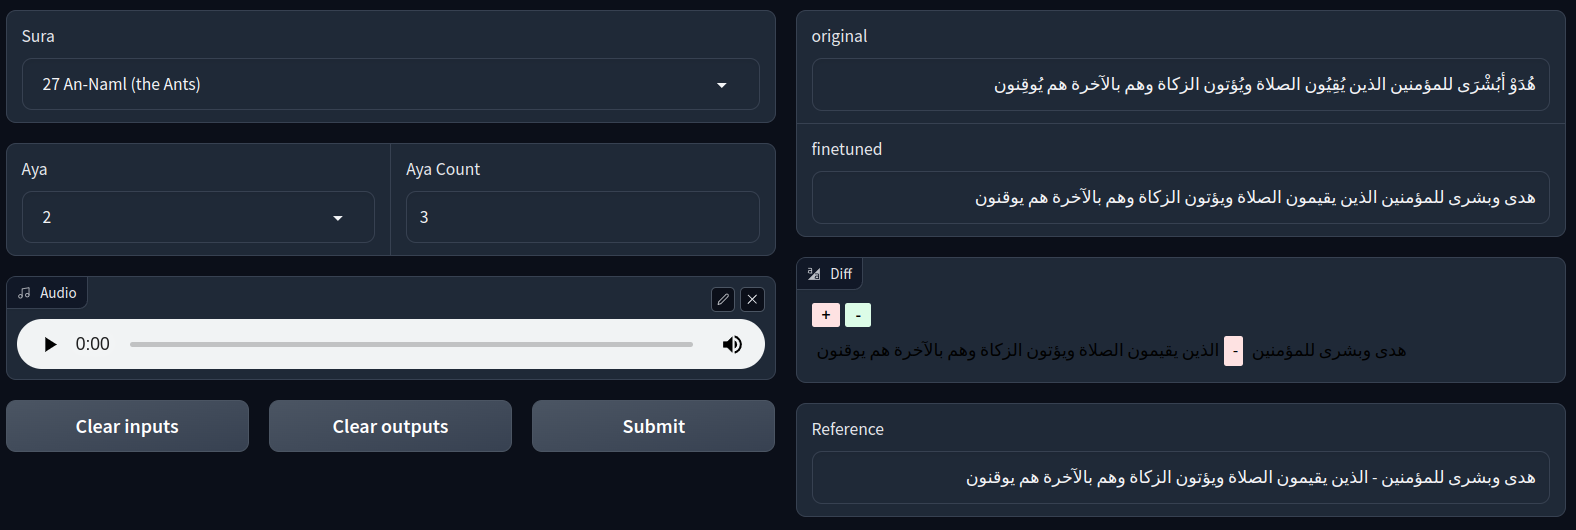 Sura
27 An-Naml (the Ants)
Aya
2
Aya Count
3
Audio
0:00
Clear inputs
Clear outputs
Submit
original
هُدَوْ أبُشْرَى للمؤمنين الذين يُقِيُون الصلاة ويُؤتون الزكاة وهم بالآخرة هم يُوقِنون
finetuned
هدى وبشرى للمؤمنين الذين يقيمون الصلاة ويؤتون الزكاة وهم بالآخرة هم يوقنون
Diff
+ -
هدى وبشرى للمؤمنين - الذين يقيمون الصلاة ويؤتون الزكاة وهم بالآخرة هم يوقنون
Reference
هدى وبشرى للمؤمنين - الذين يقيمون الصلاة ويؤتون الزكاة وهم بالآخرة هم يوقنون